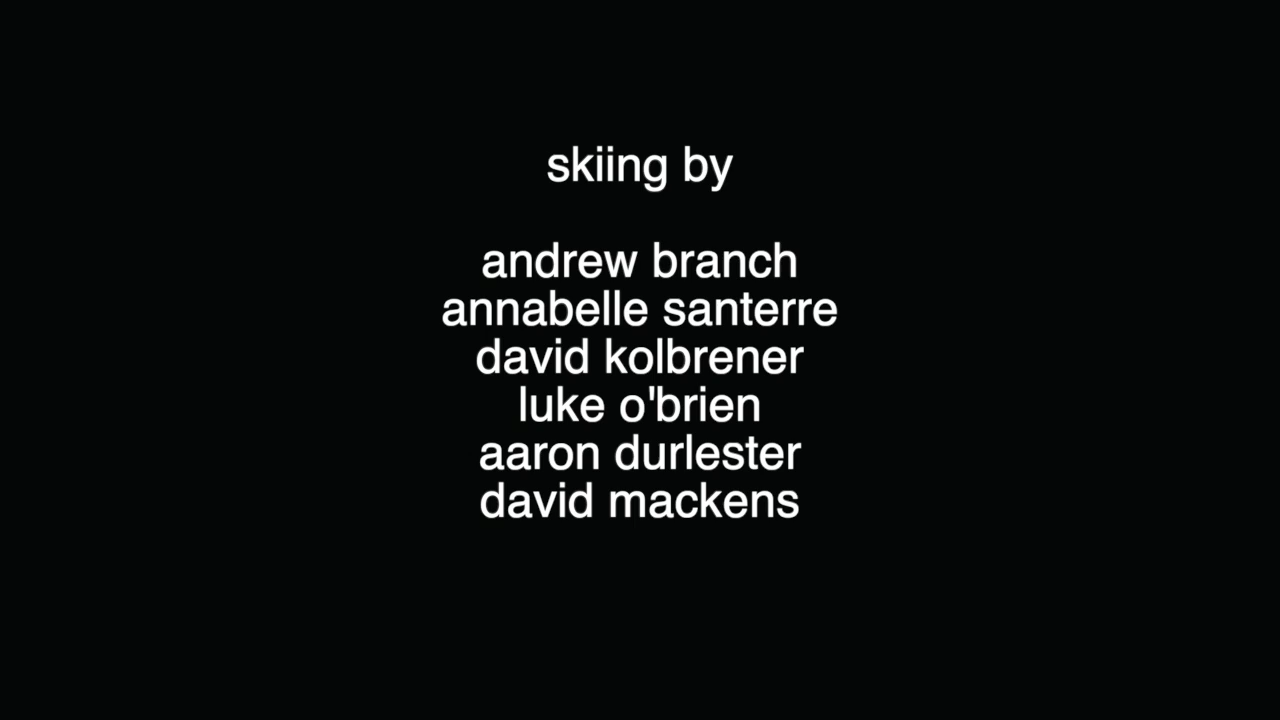 skiing by
andrew branch
annabelle santerre
david kolbrener
luke o'brien
aaron durlester
david mackens